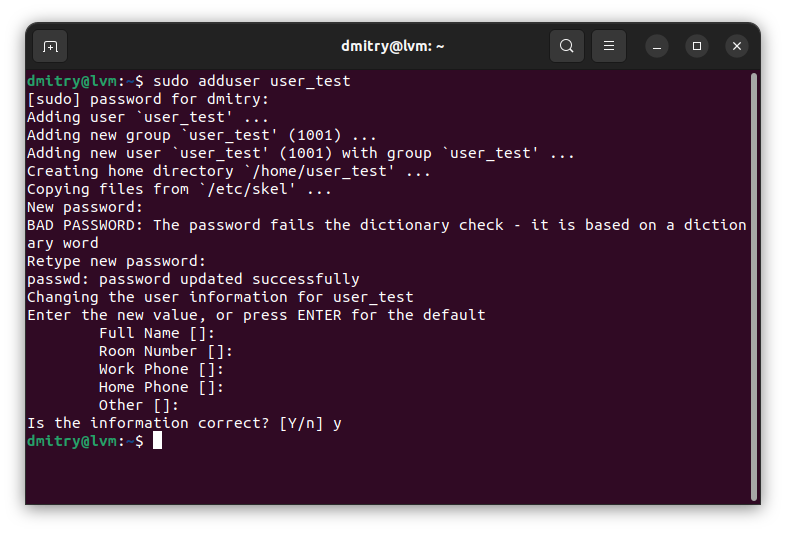 dmitry@lvm: ~
dmitry@lvm:~$ sudo adduser user_test
[sudo] password for dmitry:
Adding user `user_test' ...
Adding new group `user_test' (1001) ...
Adding new user `user_test' (1001) with group `user_test' ...
Creating home directory `/home/user_test' ...
Copying files from `/etc/skel' ...
New password:
BAD PASSWORD: The password fails the dictionary check - it is based on a diction
ary word
Retype new password:
passwd: password updated successfully
Changing the user information for user_test
Enter the new value, or press ENTER for the default
        Full Name []:
        Room Number []:
        Work Phone []:
        Home Phone []:
        Other []:
Is the information correct? [Y/n] y
dmitry@lvm:~$